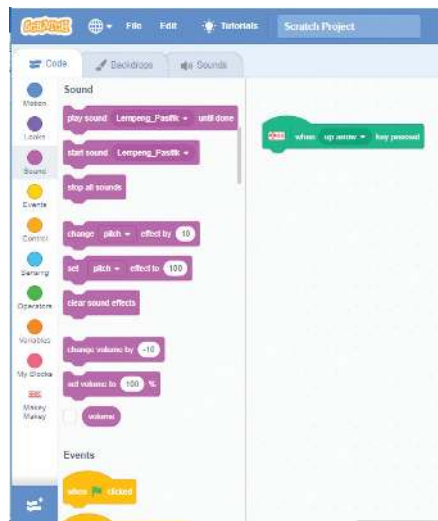 SCRATCH File Edit Tutorials Scratch Project
Code Backdrops Sounds
Motion
Looks
Sound
Events
Control
Sensing
Operators
Variables
My Blocks
Makey
Makey
Sound
play sound Lempeng_Pasifik until done
start sound Lempeng_Pasifik
stop all sounds
change pitch effect by 10
set pitch effect to 100
clear sound effects
change volume by -10
set volume to 100 %
volume
Events
when clicked
when up arrow key pressed